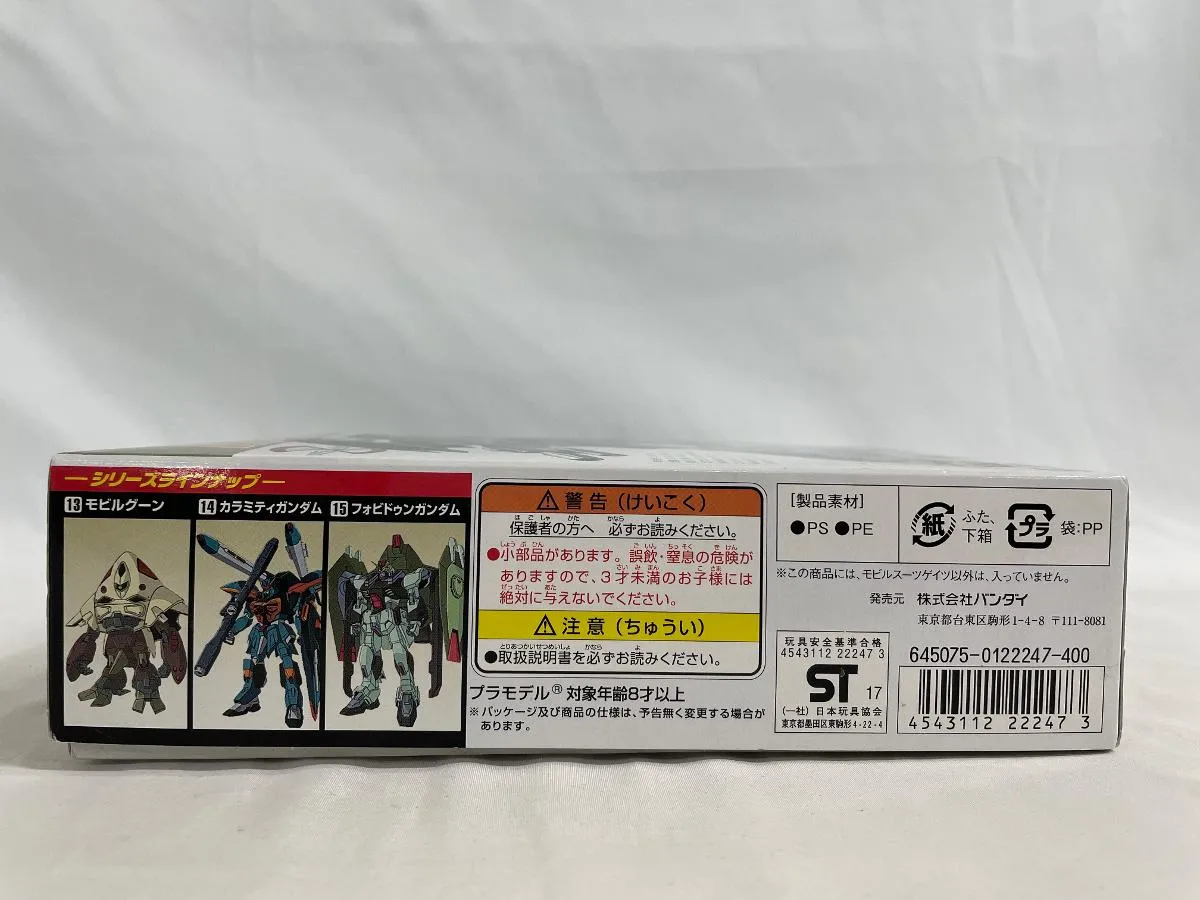 シリーズラインナップ
13 モビルグーン
14 カラミティガンダム
15 フォビドゥンガンダム
警告(けいこく)
保護者の方へ 必ずお読みください。
●小部品があります。誤飲・窒息の危険が
ありますので、3才未満のお子様には
絶対に与えないでください。
注意(ちゅうい)
●取扱説明書を必ずお読みください。
プラモデル® 対象年齢8才以上
※パッケージ及び商品の仕様は、予告無く変更する場合が
あります。
[製品素材]
●PS ●PE
紙 ふた、
下箱
プラ 袋:PP
※この商品には、モビルスーツゲイツ以外は、入っていません。
発売元 株式会社バンダイ
東京都台東区駒形1-4-8 〒111-8081
玩具安全基準合格
4543112 22247 3
ST 17
(一社)日本玩具協会
東京都墨田区東駒形4-22-4
645075-0122247-400
4543112 222473